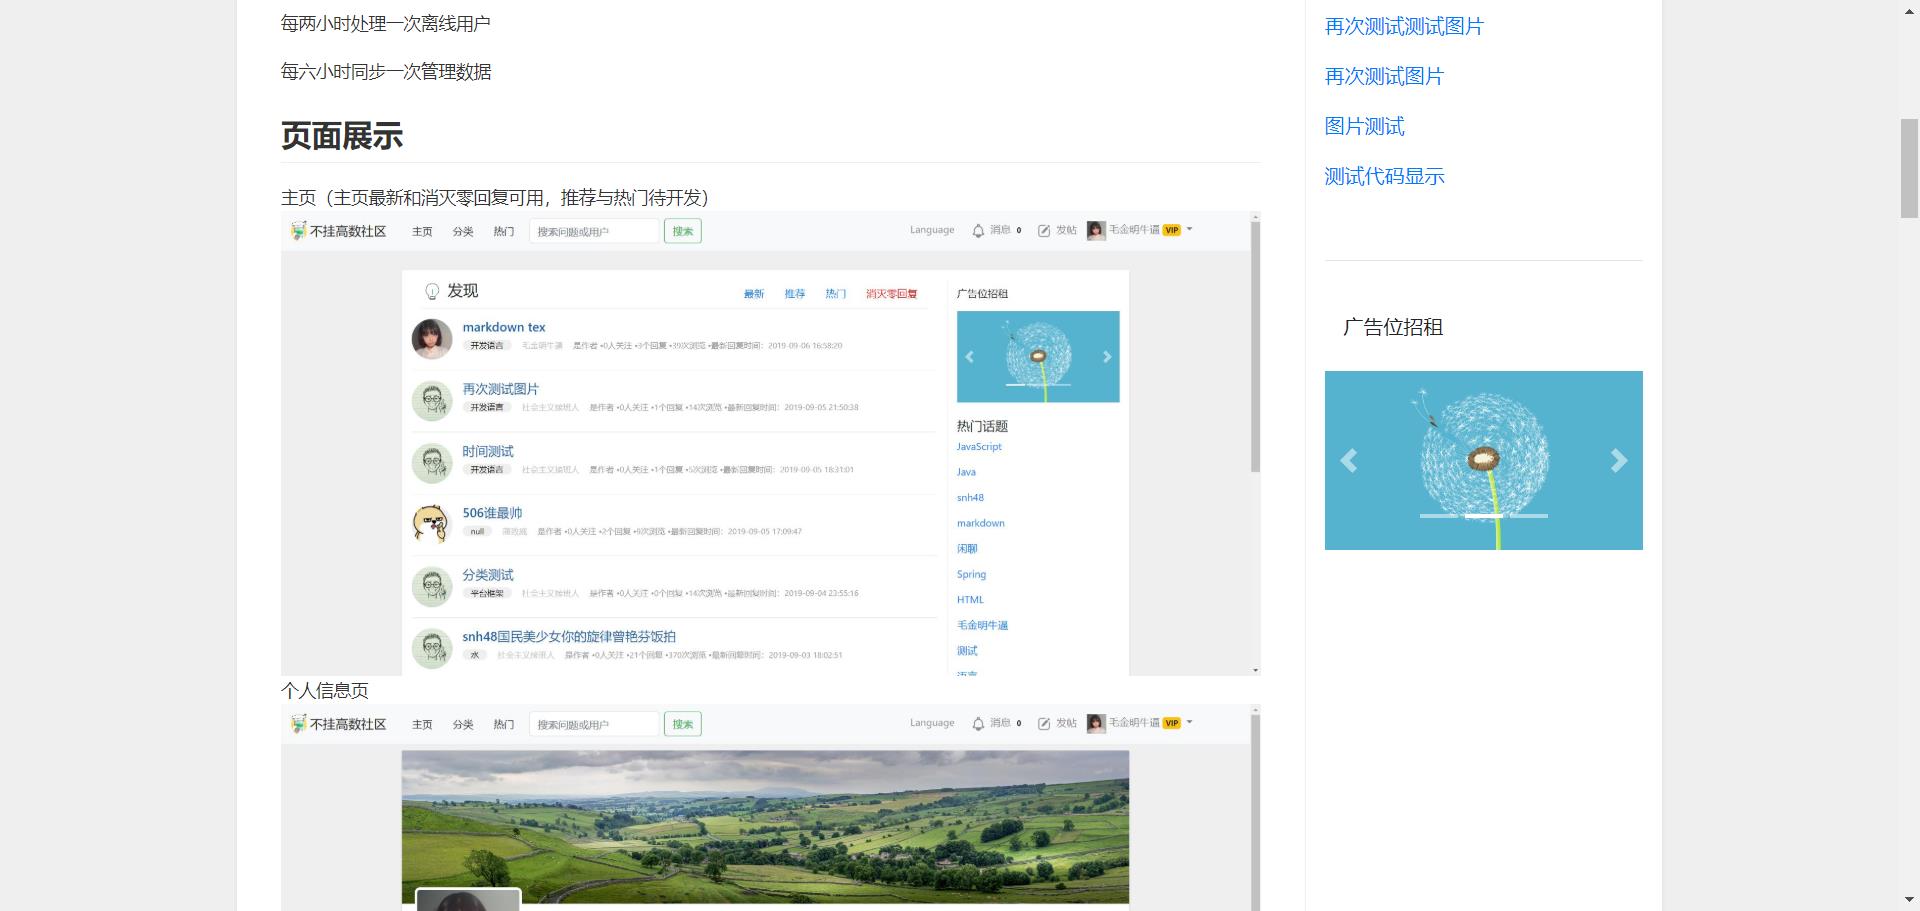 每两小时处理一次离线用户
每六小时同步一次管理数据
页面展示
主页（主页最新和消灭零回复可用，推荐与热门待开发）
不挂高数社区 主页 分类 热门 搜索问题或用户 搜索 Language 消息 0 发帖 毛金明牛逼 VIP
发现 最新 推荐 热门 消灭零回复
markdown tex
开发语言 毛金明牛逼 是作者 •0人关注 •3个回复 •39次浏览 •最新回复时间：2019-09-06 16:58:20
再次测试图片
开发语言 社会主义接班人 是作者 •0人关注 •1个回复 •14次浏览 •最新回复时间：2019-09-05 21:50:38
时间测试
开发语言 社会主义接班人 是作者 •0人关注 •1个回复 •5次浏览 •最新回复时间：2019-09-05 18:31:01
506谁最帅
null 是作者 •0人关注 •2个回复 •9次浏览 •最新回复时间：2019-09-05 17:09:47
分类测试
平台框架 社会主义接班人 是作者 •0人关注 •0个回复 •14次浏览 •最新回复时间：2019-09-04 23:55:16
snh48国民美少女你的旋律曾艳芬饭拍
水 社会主义接班人 是作者 •0人关注 •21个回复 •370次浏览 •最新回复时间：2019-09-03 18:02:51
广告位招租
热门话题
JavaScript
Java
snh48
markdown
闲聊
Spring
HTML
毛金明牛逼
测试
语言
个人信息页
不挂高数社区 主页 分类 热门 搜索问题或用户 搜索 Language 消息 0 发帖 毛金明牛逼 VIP
再次测试测试图片
再次测试图片
图片测试
测试代码显示
广告位招租